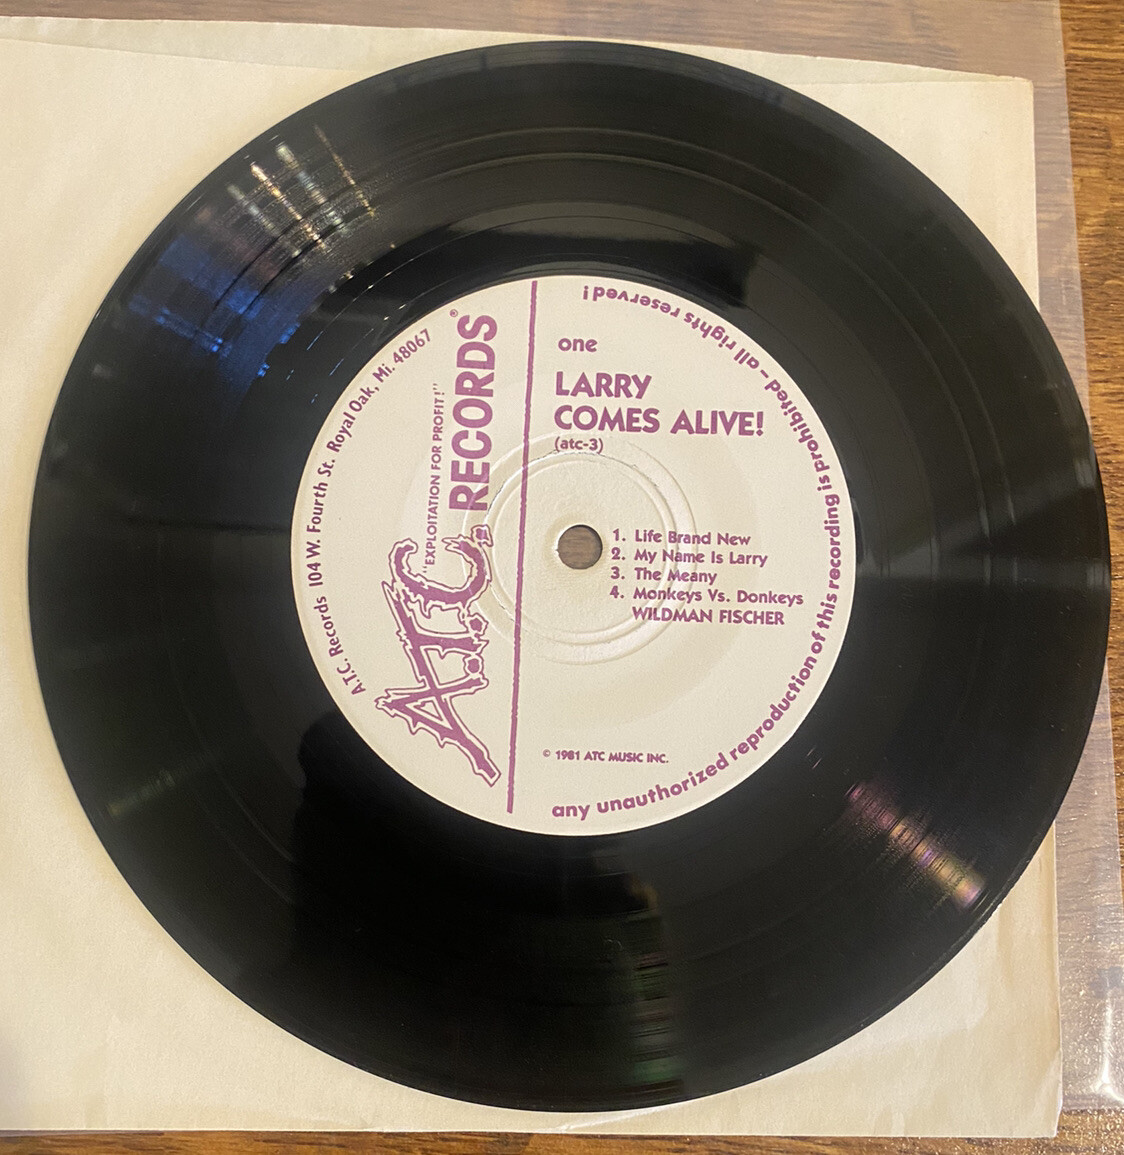 A.T.C. Records 104 W. Fourth St. Royal Oak, Mi. 48067
"EXPLOITATION FOR PROFIT!"
A.T.C. RECORDS®
one
LARRY
COMES ALIVE!
(atc-3)
1. Life Brand New
2. My Name Is Larry
3. The Meany
4. Monkeys Vs. Donkeys
WILDMAN FISCHER
© 1981 ATC MUSIC INC.
any unauthorized reproduction of this recording is prohibited – all rights reserved!